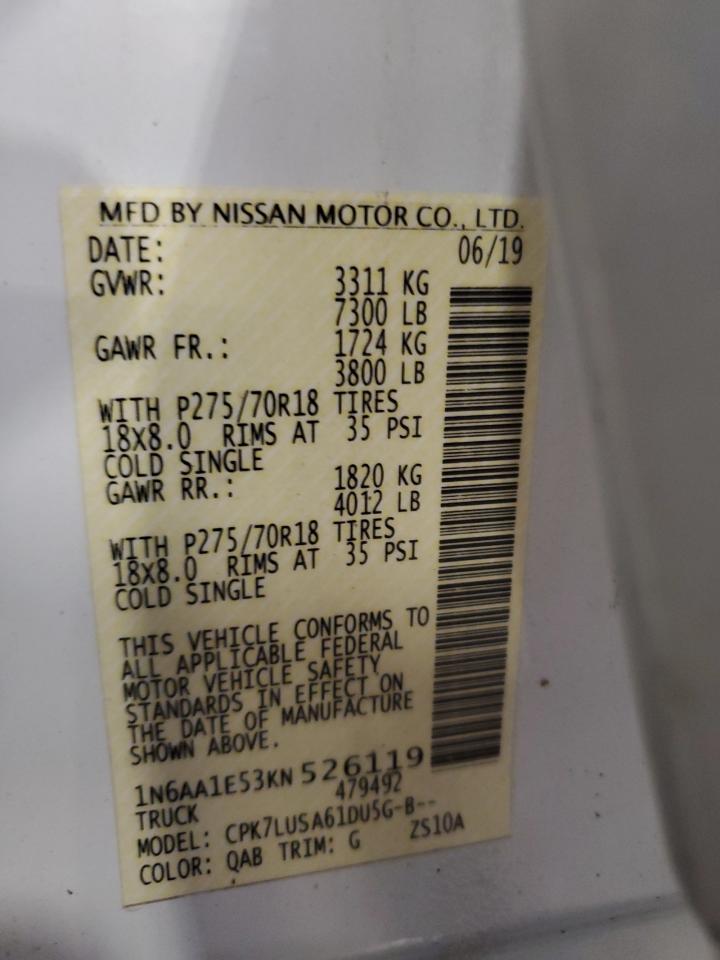 MFD BY NISSAN MOTOR CO., LTD.
DATE: 06/19
GVWR: 3311 KG
7300 LB
GAWR FR.: 1724 KG
3800 LB
WITH P275/70R18 TIRES
18X8.0 RIMS AT 35 PSI
COLD SINGLE
GAWR RR.: 1820 KG
4012 LB
WITH P275/70R18 TIRES
18X8.0 RIMS AT 35 PSI
COLD SINGLE
THIS VEHICLE CONFORMS TO
ALL APPLICABLE FEDERAL
MOTOR VEHICLE SAFETY
STANDARDS IN EFFECT ON
THE DATE OF MANUFACTURE
SHOWN ABOVE.
1N6AA1E53KN526119
TRUCK 479492
MODEL: CPK7LUSA61DU5G-B--
COLOR: QAB TRIM: G ZS10A